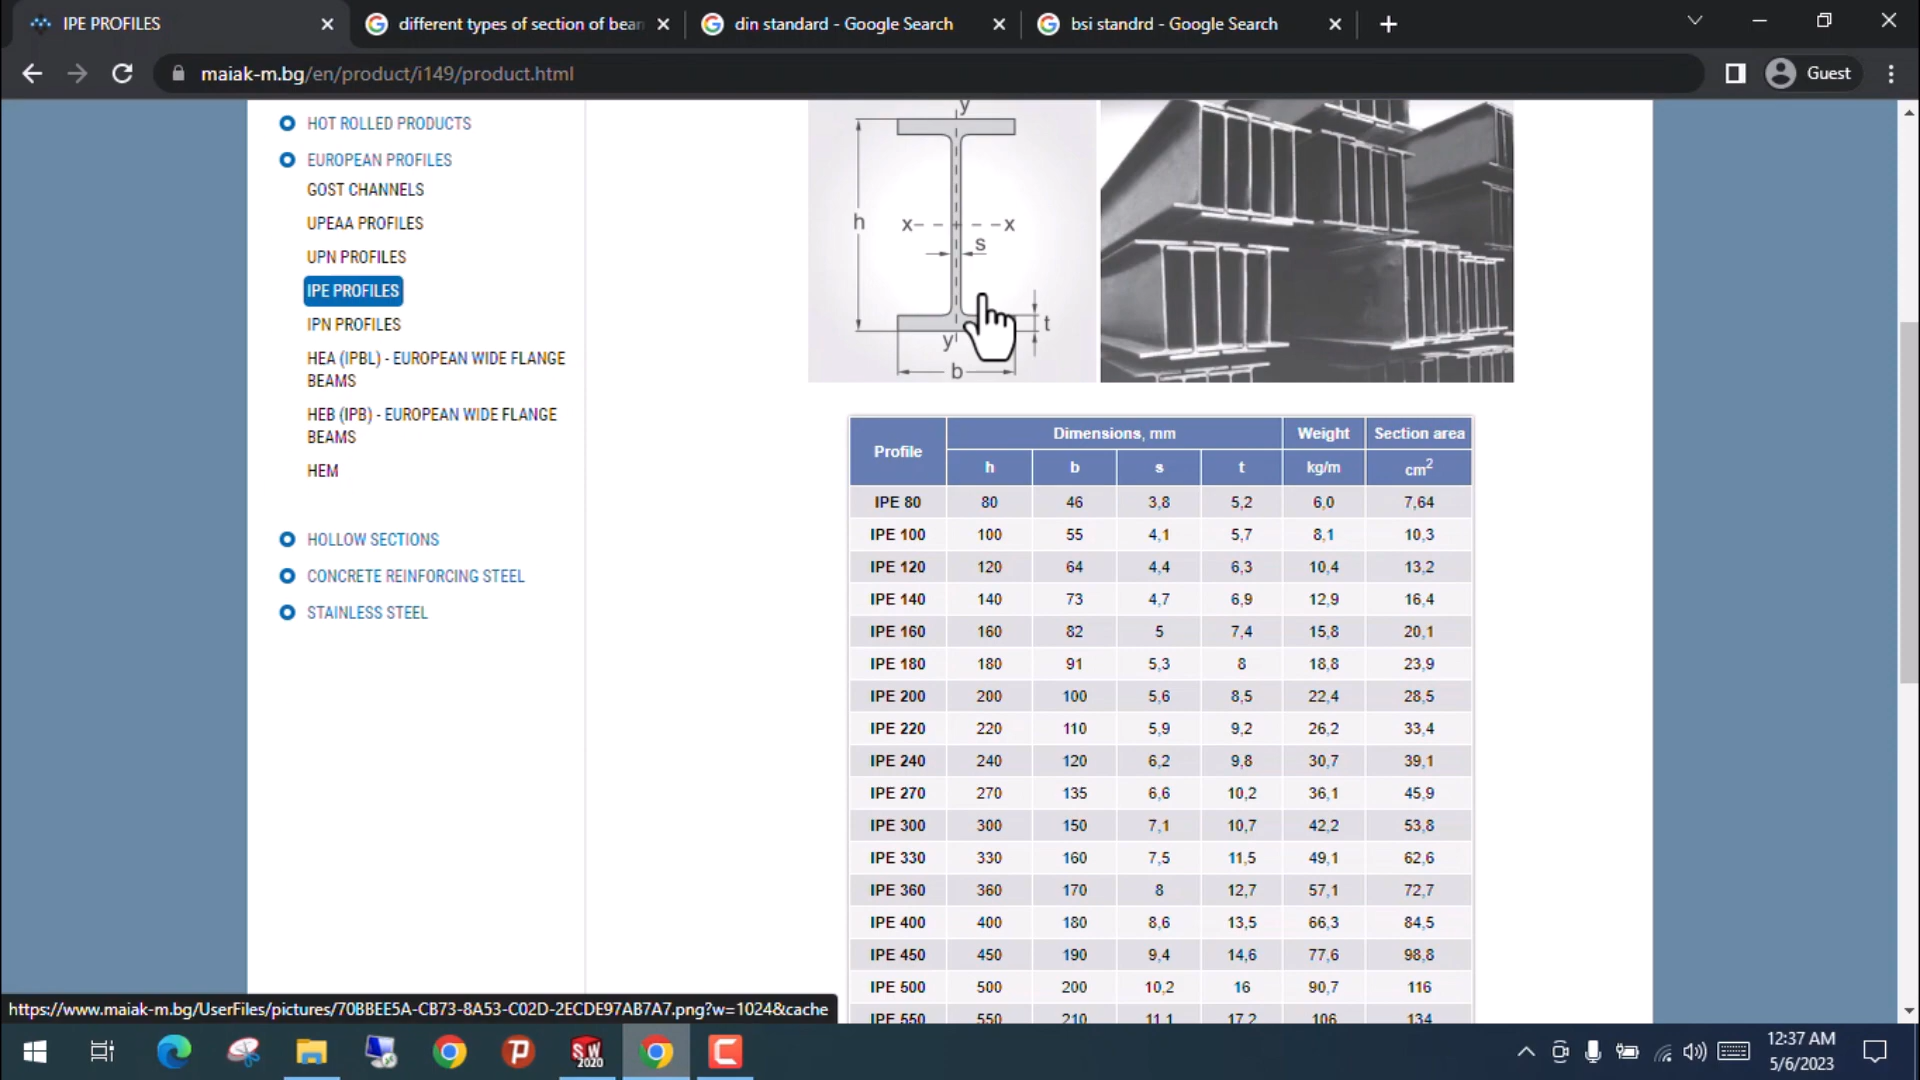 IPE PROFILES
different types of section of bear
din standard - Google Search
bsi standrd - Google Search
maiak-m.bg/en/product/i149/product.html
Guest
HOT ROLLED PRODUCTS
EUROPEAN PROFILES
GOST CHANNELS
UPEAA PROFILES
UPN PROFILES
IPE PROFILES
IPN PROFILES
HEA (IPBL) - EUROPEAN WIDE FLANGE
BEAMS
HEB (IPB) - EUROPEAN WIDE FLANGE
BEAMS
HEM
HOLLOW SECTIONS
CONCRETE REINFORCING STEEL
STAINLESS STEEL
y
h
x
x
s
t
y
b
Profile Dimensions, mm Weight Section area
h b s t kg/m cm2
IPE 80 80 46 3,8 5,2 6,0 7,64
IPE 100 100 55 4,1 5,7 8,1 10,3
IPE 120 120 64 4,4 6,3 10,4 13,2
IPE 140 140 73 4,7 6,9 12,9 16,4
IPE 160 160 82 5 7,4 15,8 20,1
IPE 180 180 91 5,3 8 18,8 23,9
IPE 200 200 100 5,6 8,5 22,4 28,5
IPE 220 220 110 5,9 9,2 26,2 33,4
IPE 240 240 120 6,2 9,8 30,7 39,1
IPE 270 270 135 6,6 10,2 36,1 45,9
IPE 300 300 150 7,1 10,7 42,2 53,8
IPE 330 330 160 7,5 11,5 49,1 62,6
IPE 360 360 170 8 12,7 57,1 72,7
IPE 400 400 180 8,6 13,5 66,3 84,5
IPE 450 450 190 9,4 14,6 77,6 98,8
IPE 500 500 200 10,2 16 90,7 116
IPE 550 550 210 11,1 17,2 106 134
https://www.maiak-m.bg/UserFiles/pictures/70BBEE5A-CB73-8A53-C02D-2ECDE97AB7A7.png?w=1024&cache
SW
2020
12:37 AM
5/6/2023